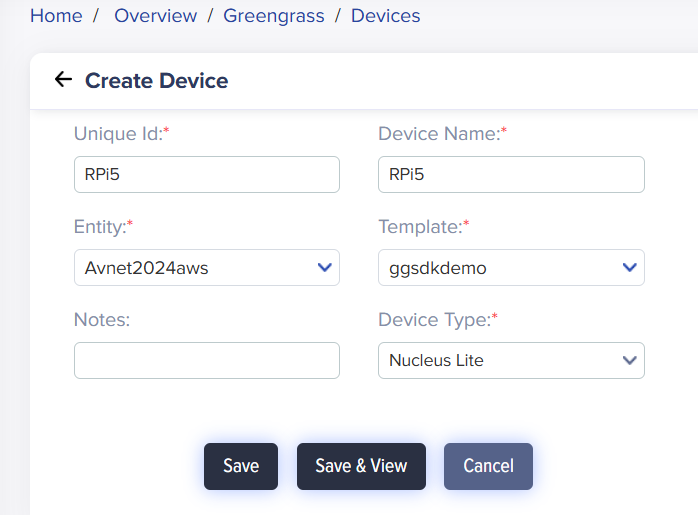 Home / Overview / Greengrass / Devices
← Create Device
Unique Id:* Device Name:*
RPi5 RPi5
Entity:* Template:*
Avnet2024aws ggsdkdemo
Notes: Device Type:*
Nucleus Lite
Save Save & View Cancel